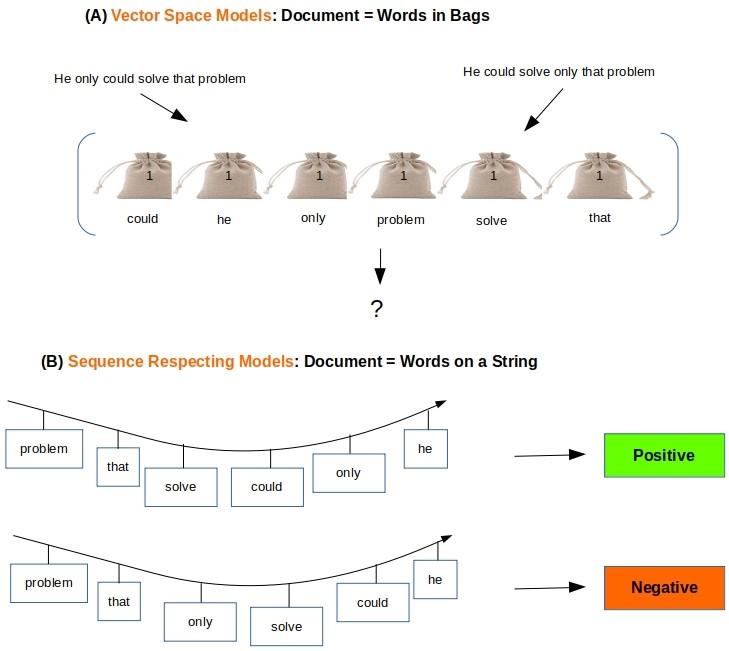 (A) Vector Space Models: Document = Words in Bags
He only could solve that problem
He could solve only that problem
1 1 1 1 1 1
could he only problem solve that
?
(B) Sequence Respecting Models: Document = Words on a String
problem that solve could only he
Positive
problem that only solve could he
Negative